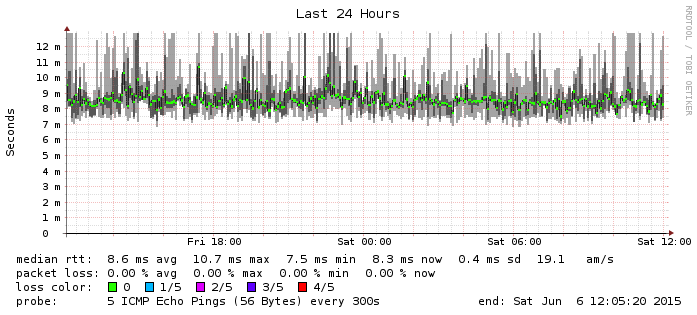 Last 24 Hours
RRDTOOL / TOBI OETIKER
Seconds
12 m
11 m
10 m
9 m
8 m
7 m
6 m
5 m
4 m
3 m
2 m
1 m
0
Fri 18:00 Sat 00:00 Sat 06:00 Sat 12:00
median rtt: 8.6 ms avg 10.7 ms max 7.5 ms min 8.3 ms now 0.4 ms sd 19.1 am/s
packet loss: 0.00 % avg 0.00 % max 0.00 % min 0.00 % now
loss color: 0 1/5 2/5 3/5 4/5
probe: 5 ICMP Echo Pings (56 Bytes) every 300s end: Sat Jun 6 12:05:20 2015